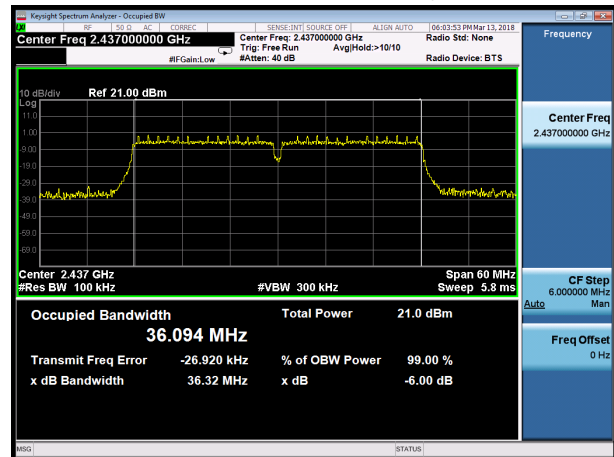 Keysight Spectrum Analyzer - Occupied BW
RF 50 Ω AC CORREC SENSE:INT SOURCE OFF ALIGN AUTO 06:03:53 PM Mar 13, 2018
Center Freq 2.437000000 GHz
Center Freq: 2.437000000 GHz Radio Std: None
Trig: Free Run Avg|Hold:>10/10
#IFGain:Low #Atten: 40 dB Radio Device: BTS
Frequency
10 dB/div Ref 21.00 dBm
Log
11.0
1.00
-9.00
-19.0
-29.0
-39.0
-49.0
-59.0
-69.0
Center 2.437 GHz Span 60 MHz
#Res BW 100 kHz #VBW 300 kHz Sweep 5.8 ms
Occupied Bandwidth Total Power 21.0 dBm
36.094 MHz
Transmit Freq Error -26.920 kHz % of OBW Power 99.00 %
x dB Bandwidth 36.32 MHz x dB -6.00 dB
Center Freq
2.437000000 GHz
CF Step
6.000000 MHz
Auto Man
Freq Offset
0 Hz
MSG STATUS